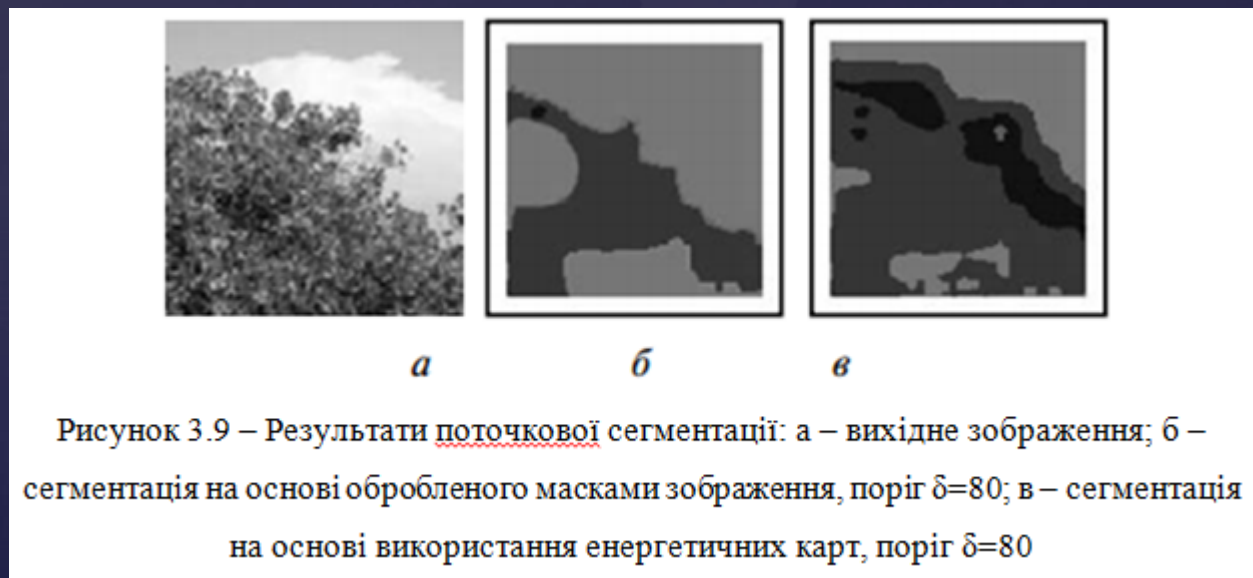 а б в
Рисунок 3.9 – Результати поточкової сегментації: а – вихідне зображення; б –
сегментація на основі обробленого масками зображення, поріг δ=80; в – сегментація
на основі використання енергетичних карт, поріг δ=80